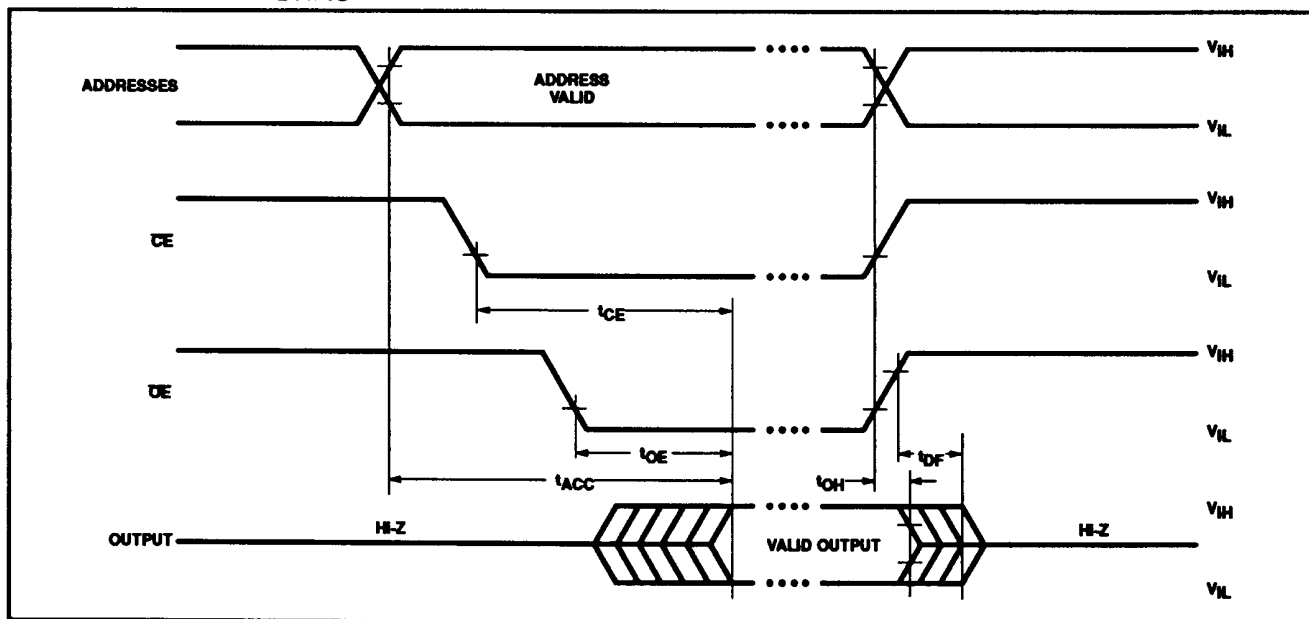 VIH
ADDRESSES
ADDRESS
VALID
VIL
VIH
CE
VIL
tCE
VIH
OE
VIL
tOE
tDF
tACC
tOH
VIH
HI-Z
OUTPUT
VALID OUTPUT
HI-Z
VIL